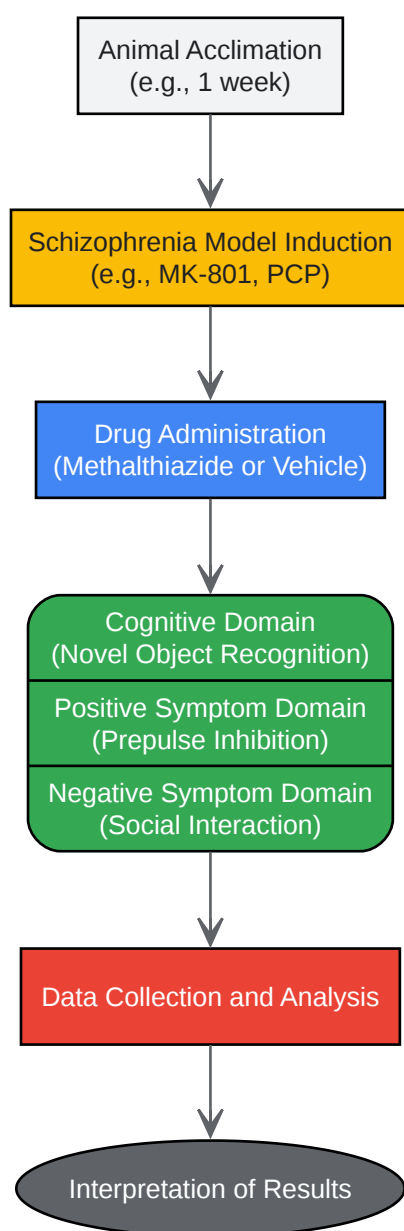 Animal Acclimation
(e.g., 1 week)
Schizophrenia Model Induction
(e.g., MK-801, PCP)
Drug Administration
(Methalthiazide or Vehicle)
Cognitive Domain
(Novel Object Recognition)
Positive Symptom Domain
(Prepulse Inhibition)
Negative Symptom Domain
(Social Interaction)
Data Collection and Analysis
Interpretation of Results